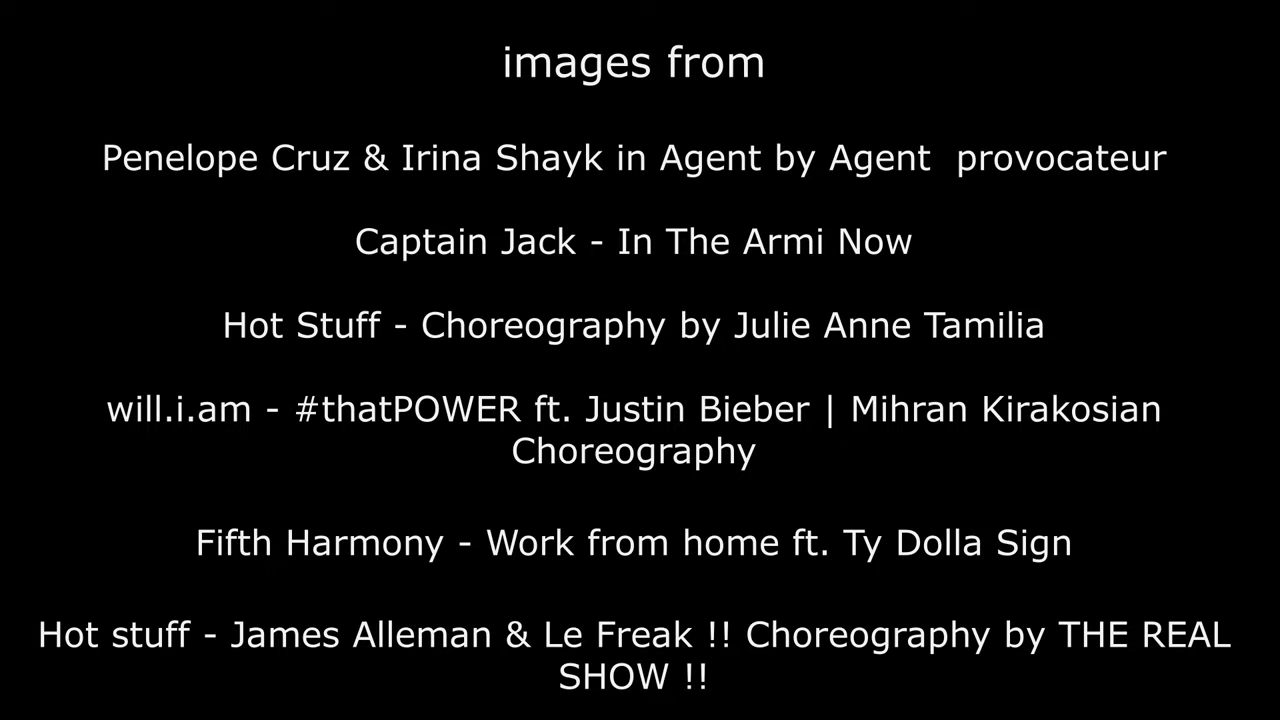 images from
Penelope Cruz & Irina Shayk in Agent by Agent  provocateur
Captain Jack - In The Armi Now
Hot Stuff - Choreography by Julie Anne Tamilia
will.i.am - #thatPOWER ft. Justin Bieber | Mihran Kirakosian
Choreography
Fifth Harmony - Work from home ft. Ty Dolla Sign
Hot stuff - James Alleman & Le Freak !! Choreography by THE REAL
SHOW !!